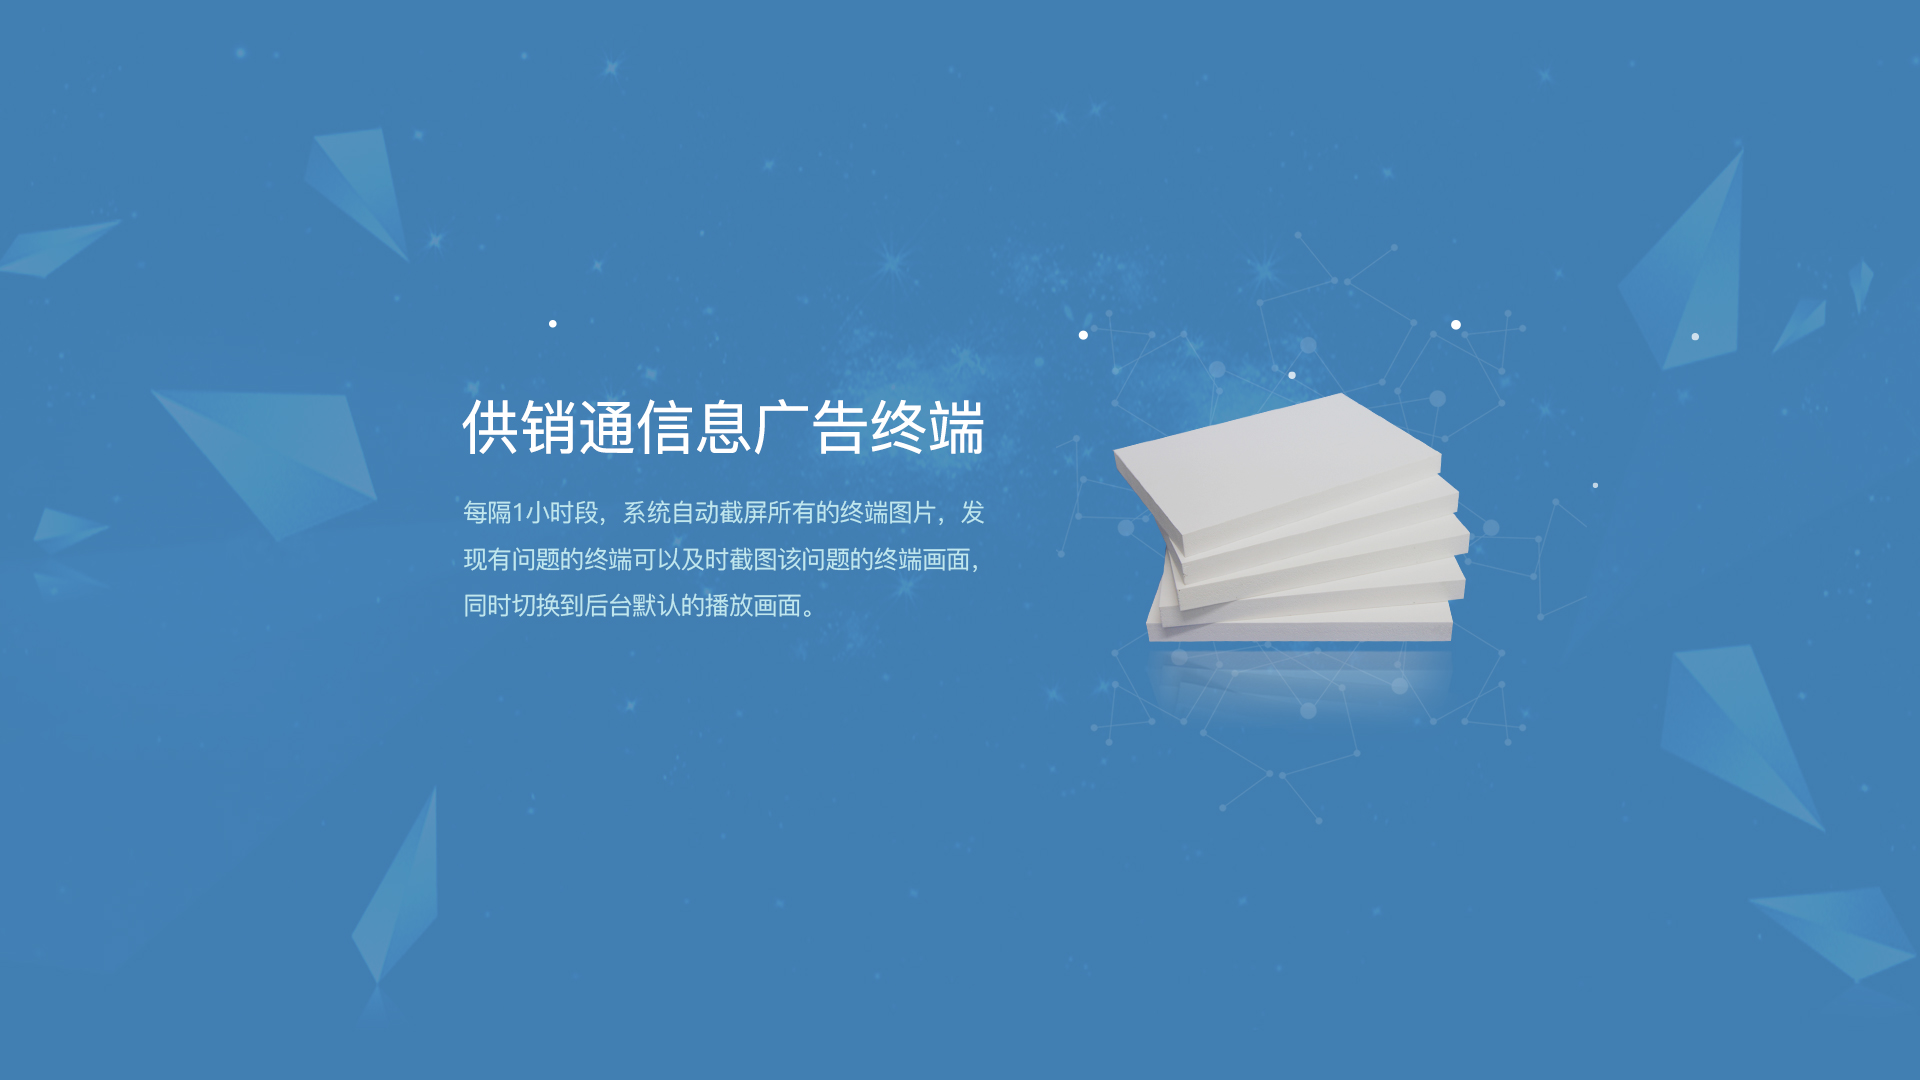 供销通信息广告终端
每隔1小时段，系统自动截屏所有的终端图片，发
现有问题的终端可以及时截图该问题的终端画面，
同时切换到后台默认的播放画面。